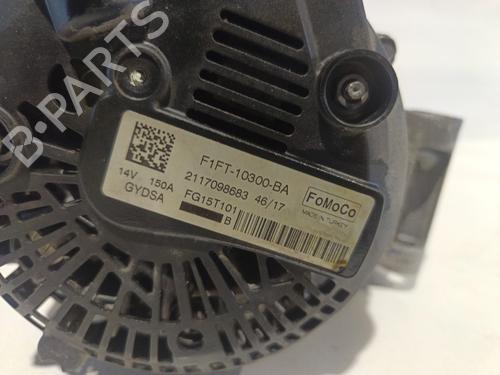 B-PARTS
F1FT-10300-BA
14V 150A
2117098683 46/17
GYDSA
FG15T101
B
FoMoCo
MADE IN TURKEY